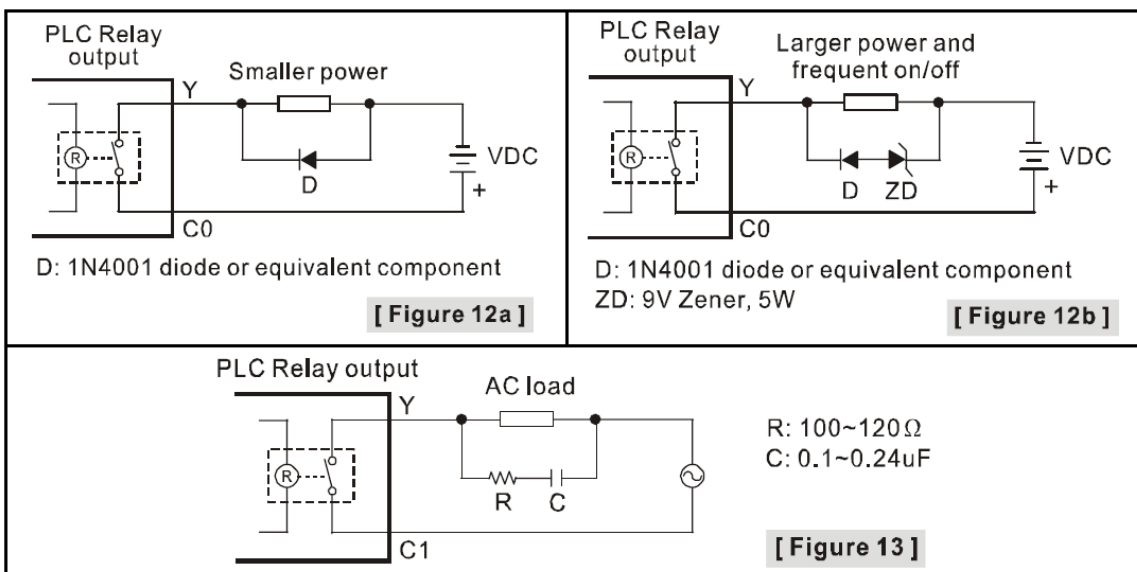 PLC Relay
output
Smaller power
Y
R
D
VDC
+
C0
D: 1N4001 diode or equivalent component
[ Figure 12a ]
PLC Relay
output
Larger power and
frequent on/off
Y
R
D ZD
VDC
+
C0
D: 1N4001 diode or equivalent component
ZD: 9V Zener, 5W
[ Figure 12b ]
PLC Relay output
AC load
Y
R
R C
C1
R: 100~120Ω
C: 0.1~0.24uF
[ Figure 13 ]